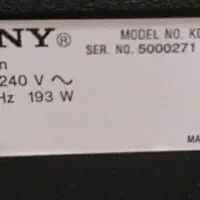 NY®
MODEL NO. KD
SER. NO. 5000271
n
240 V ~
Hz 193 W
MA